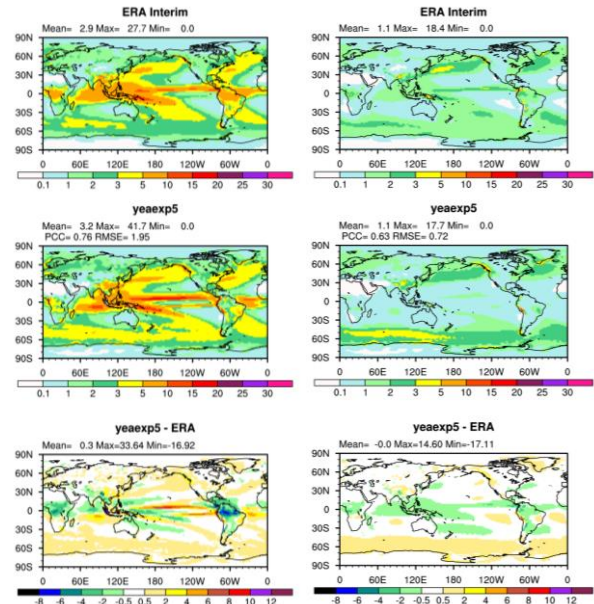 ERA Interim
Mean= 2.9 Max= 27.7 Min= 0.0
90N
60N
30N
0
30S
60S
90S
0 60E 120E 180 120W 60W 0
0.1 1 2 3 5 10 15 20 25 30
ERA Interim
Mean= 1.1 Max= 18.4 Min= 0.0
90N
60N
30N
0
30S
60S
90S
0 60E 120E 180 120W 60W 0
0.1 1 2 3 5 10 15 20 25 30
yeaexp5
Mean= 3.2 Max= 41.7 Min= 0.0
PCC= 0.76 RMSE= 1.95
90N
60N
30N
0
30S
60S
90S
0 60E 120E 180 120W 60W 0
0.1 1 2 3 5 10 15 20 25 30
yeaexp5
Mean= 1.1 Max= 17.7 Min= 0.0
PCC= 0.63 RMSE= 0.72
90N
60N
30N
0
30S
60S
90S
0 60E 120E 180 120W 60W 0
0.1 1 2 3 5 10 15 20 25 30
yeaexp5 - ERA
Mean= 0.3 Max=33.64 Min=-16.92
90N
60N
30N
0
30S
60S
90S
0 60E 120E 180 120W 60W 0
-8 -6 -4 -2 -0.5 0.5 2 4 6 8 10 12
yeaexp5 - ERA
Mean= -0.0 Max=14.60 Min=-17.11
90N
60N
30N
0
30S
60S
90S
0 60E 120E 180 120W 60W 0
-8 -6 -4 -2 -0.5 0.5 2 4 6 8 10 12